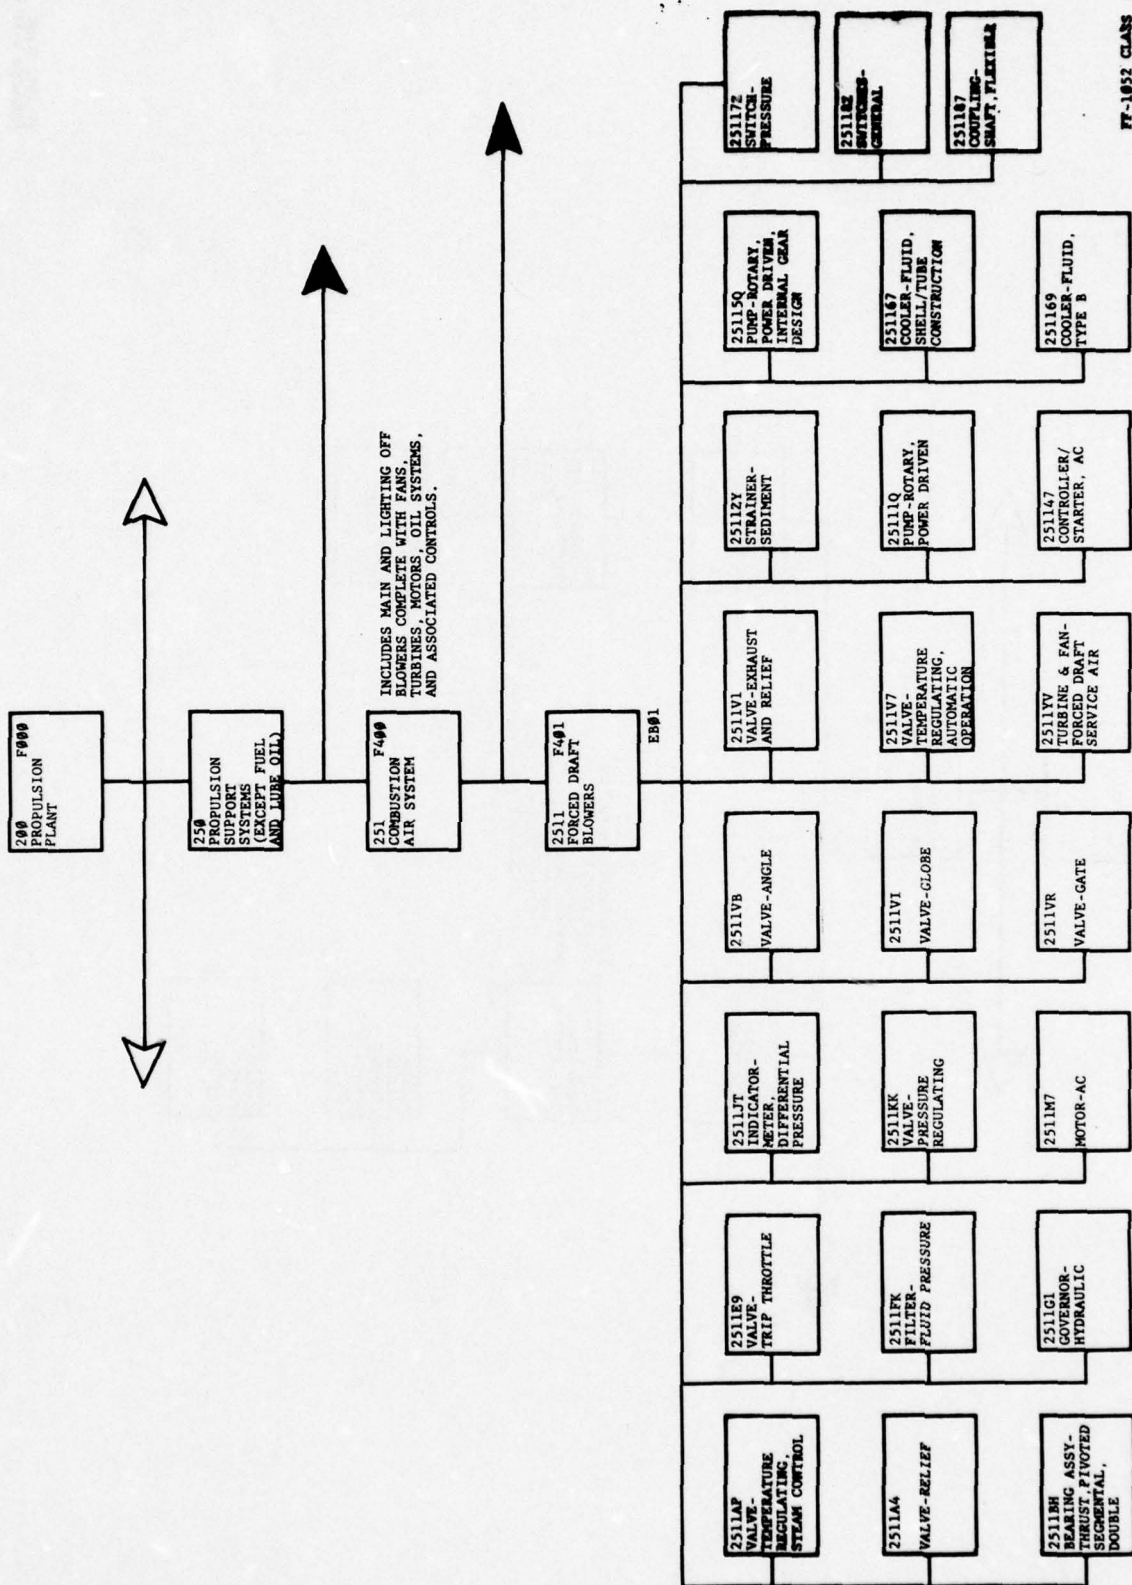 200 F000
PROPULSION
PLANT
250
PROPULSION
SUPPORT
SYSTEMS
(EXCEPT FUEL
AND LUBE OIL)
251 F400
COMBUSTION
AIR SYSTEM
INCLUDES MAIN AND LIGHTING OFF
BLOWERS COMPLETE WITH FANS,
TURBINES, MOTORS, OIL SYSTEMS,
AND ASSOCIATED CONTROLS.
2511 F401
FORCED DRAFT
BLOWERS
EB01
2511AP
VALVE-
TEMPERATURE
REGULATING,
STEAM CONTROL
2511A4
VALVE-RELIEF
2511BH
BEARING ASSY-
THRUST,PIVOTED
SEGMENTAL,
DOUBLE
2511E9
VALVE-
TRIP THROTTLE
2511FK
FILTER-
FLUID PRESSURE
2511G1
GOVERNOR-
HYDRAULIC
2511JT
INDICATOR-
METER,
DIFFERENTIAL
PRESSURE
2511KK
VALVE-
PRESSURE
REGULATING
2511M7
MOTOR-AC
2511VB
VALVE-ANGLE
2511VI
VALVE-GLOBE
2511VR
VALVE-GATE
2511V1
VALVE-EXHAUST
AND RELIEF
2511V7
VALVE-
TEMPERATURE
REGULATING,
AUTOMATIC
OPERATION
2511YV
TURBINE & FAN-
FORCED DRAFT
SERVICE AIR
25112Y
STRAINER-
SEDIMENT
25111Q
PUMP-ROTARY,
POWER DRIVEN
251147
CONTROLLER/
STARTER, AC
25115Q
PUMP-ROTARY,
POWER DRIVEN,
INTERNAL GEAR
DESIGN
251167
COOLER-FLUID,
SHELL/TUBE
CONSTRUCTION
251169
COOLER-FLUID,
TYPE B
25117Z
SWITCH-
PRESSURE
25118Z
SWITCHES-
GENERAL
251187
COUPLING-
SHAFT,FLEXIBLE
FF-1052 CLASS